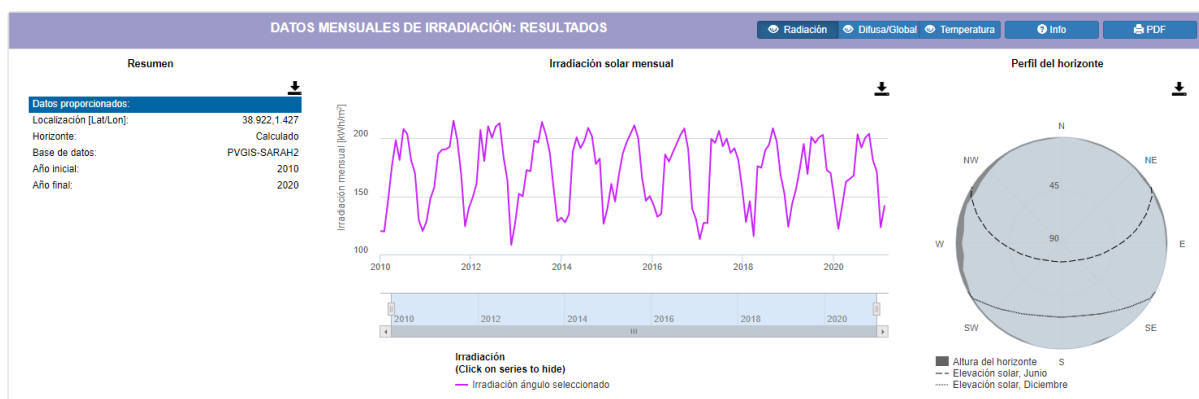 DATOS MENSUALES DE IRRADIACIÓN: RESULTADOS
Radiación
Difusa/Global
Temperatura
Info
PDF
Resumen
Datos proporcionados:
Localización [Lat/Lon]: 38.922,1.427
Horizonte: Calculado
Base de datos: PVGIS-SARAH2
Año inicial: 2010
Año final: 2020
Irradiación solar mensual
Irradiación mensual [kWh/m²]
200
150
100
2010 2012 2014 2016 2018 2020
2010 2012 2014 2016 2018 2020
Irradiación
(Click on series to hide)
Irradiación ángulo seleccionado
Perfil del horizonte
N
NW NE
45
W 90 E
SW SE
S
Altura del horizonte
Elevación solar, Junio
Elevación solar, Diciembre